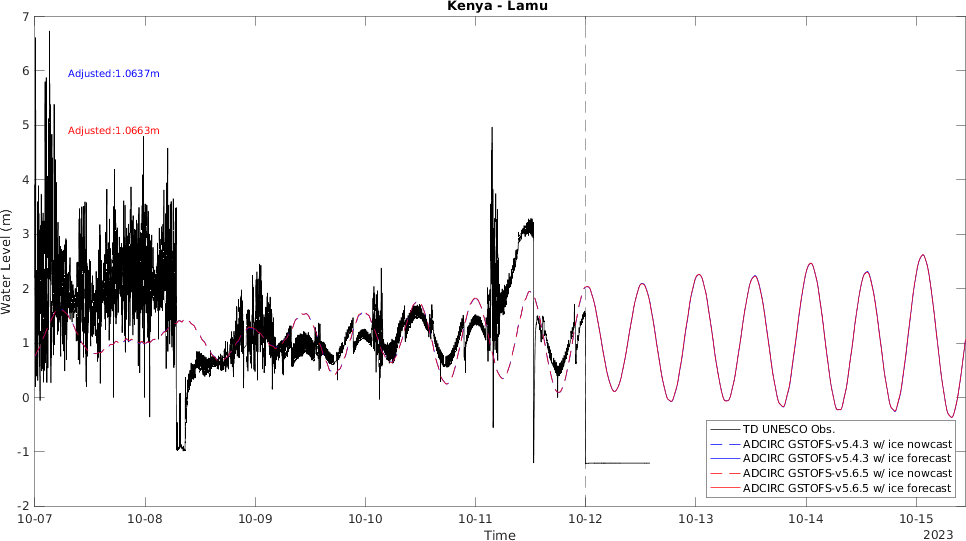 Kenya - Lamu
7
6
5
4
3
2
1
0
-1
-2
Water Level (m)
Adjusted:1.0637m
Adjusted:1.0663m
TD UNESCO Obs.
ADCIRC GSTOFS-v5.4.3 w/ ice nowcast
ADCIRC GSTOFS-v5.4.3 w/ ice forecast
ADCIRC GSTOFS-v5.6.5 w/ ice nowcast
ADCIRC GSTOFS-v5.6.5 w/ ice forecast
10-07 10-08 10-09 10-10 10-11 10-12 10-13 10-14 10-15
Time
2023